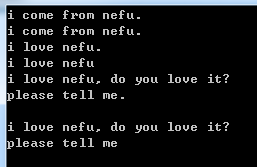 i come from nefu.
i come from nefu.
i love nefu.
i love nefu
i love nefu, do you love it?
please tell me.

i love nefu, do you love it?
please tell me